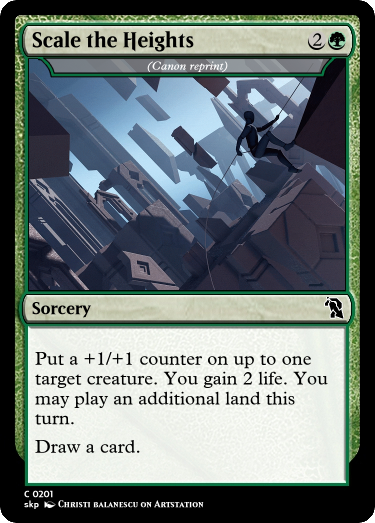 Scale the Heights 2
(Canon reprint)
Sorcery
Put a +1/+1 counter on up to one
target creature. You gain 2 life. You
may play an additional land this
turn.
Draw a card.
C 0201
skp Christi balanescu on Artstation